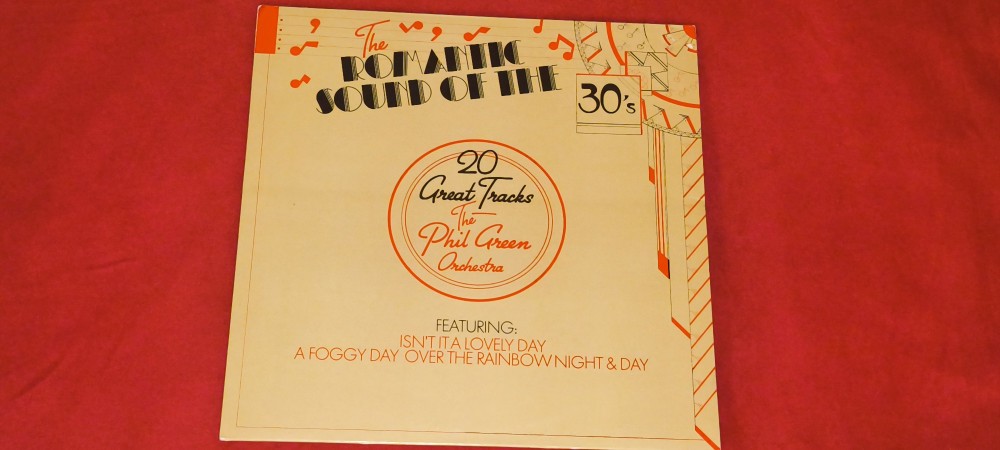 The
ROMANTIC
SOUND OF THE
30's
20
Great Tracks
The
Phil Green
Orchestra
FEATURING:
ISN'T IT A LOVELY DAY
A FOGGY DAY OVER THE RAINBOW NIGHT & DAY